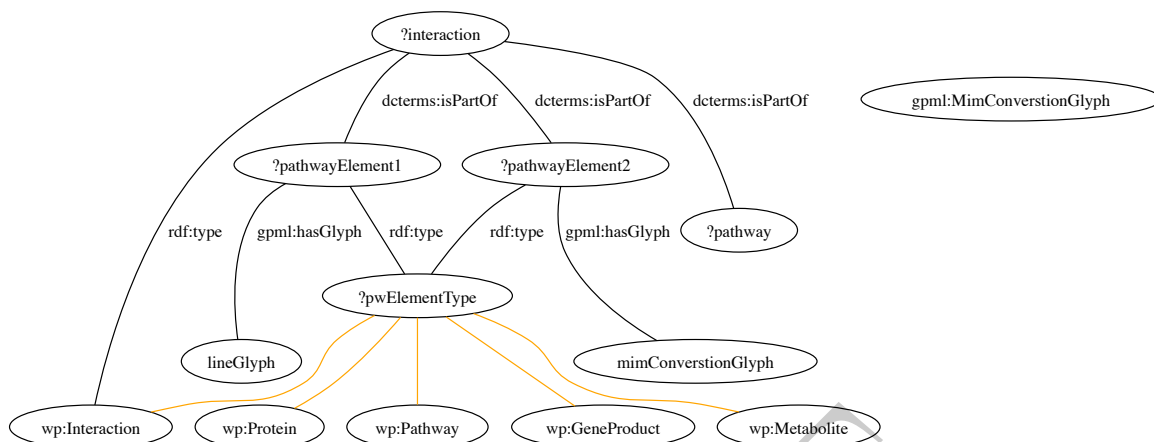 ?interaction
dcterms:isPartOf
dcterms:isPartOf
dcterms:isPartOf
gpml:MimConverstionGlyph
?pathwayElement1
?pathwayElement2
rdf:type
gpml:hasGlyph
rdf:type
rdf:type
gpml:hasGlyph
?pathway
?pwElementType
lineGlyph
mimConverstionGlyph
wp:Interaction
wp:Protein
wp:Pathway
wp:GeneProduct
wp:Metabolite